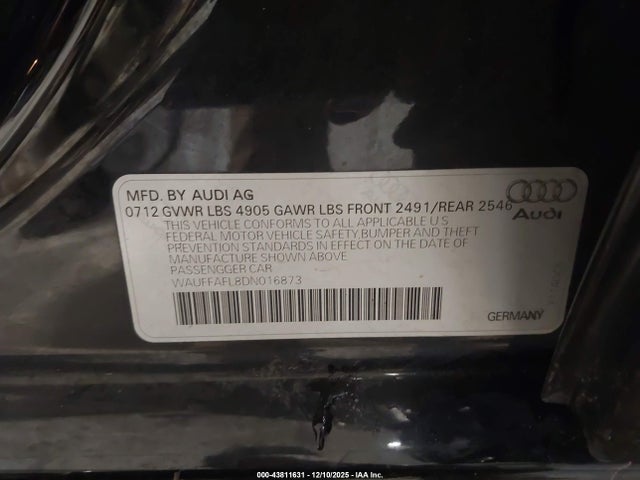 MFD. BY AUDI AG
0712 GVWR LBS 4905 GAWR LBS FRONT 2491/REAR 2546
THIS VEHICLE CONFORMS TO ALL APPLICABLE U S
FEDERAL MOTOR VEHICLE SAFETY BUMPER AND THEFT
PREVENTION STANDARDS IN EFFECT ON THE DATE OF
MANUFACTURE SHOWN ABOVE
PASSENGGER CAR
WAUFFAFL8DN016873
Audi
GERMANY
000-43811631 - 12/10/2025 - IAA Inc.